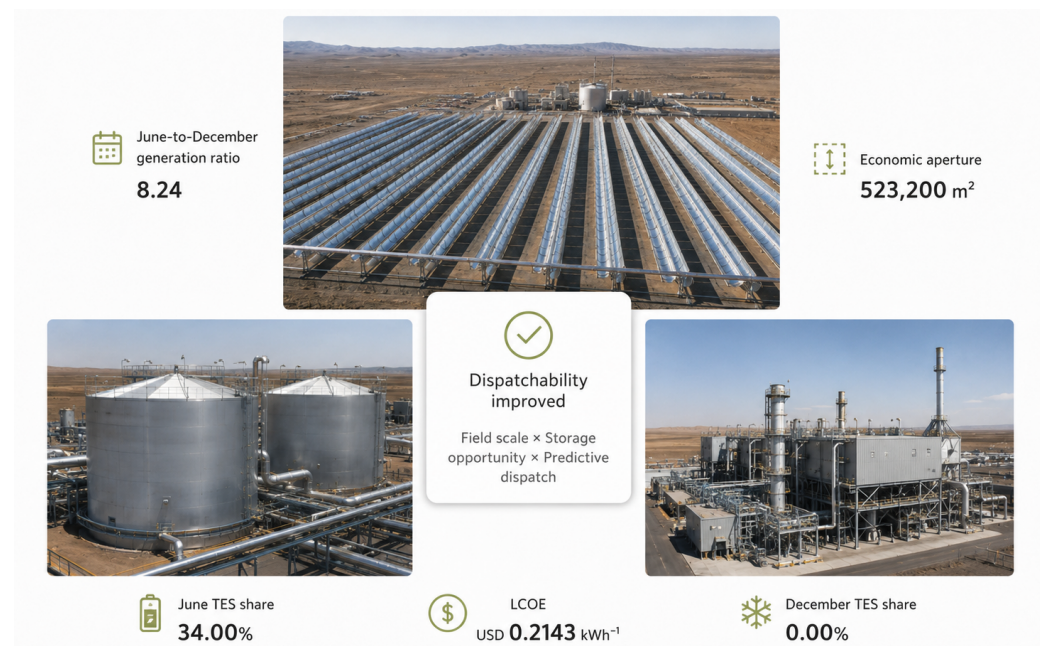 June-to-December
generation ratio
8.24
Economic aperture
523,200 m²
Dispatchability
improved
Field scale × Storage
opportunity × Predictive
dispatch
June TES share
34.00%
LCOE
USD 0.2143 kWh⁻¹
December TES share
0.00%